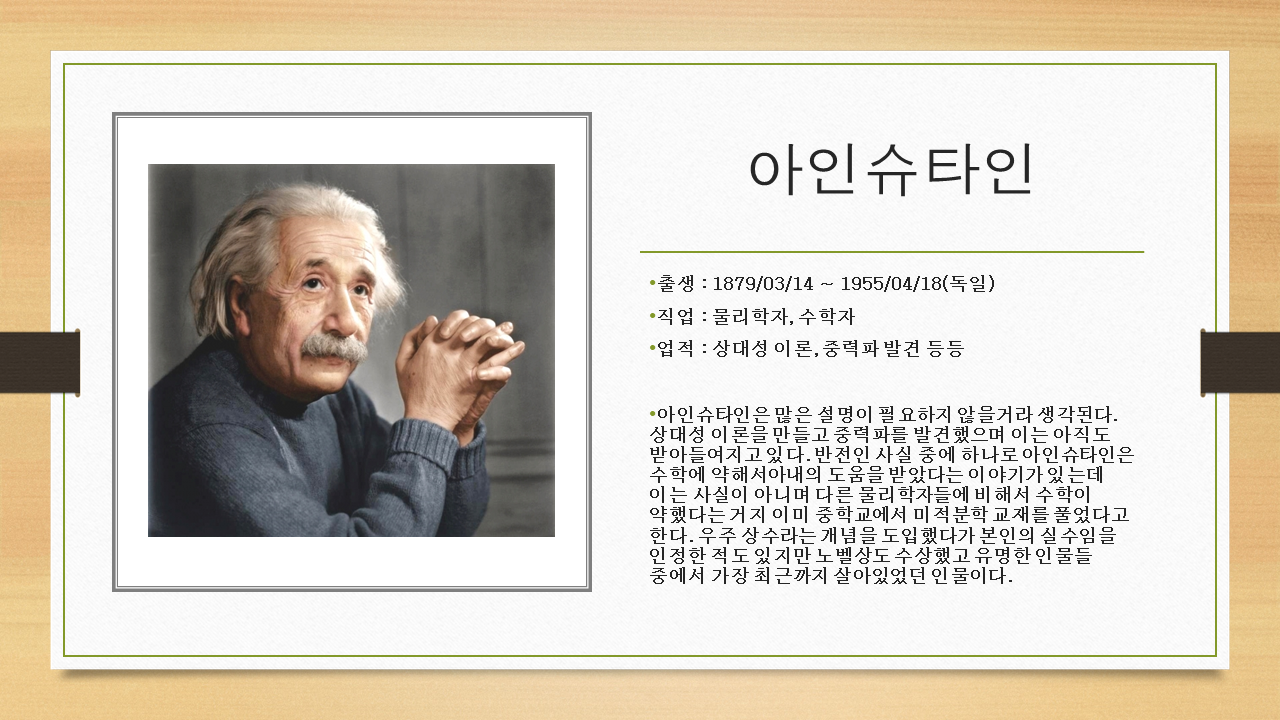 아인슈타인
•출생 : 1879/03/14 ~ 1955/04/18(독일)
•직업 : 물리학자, 수학자
•업적 : 상대성 이론, 중력파 발견 등등
•아인슈타인은 많은 설명이 필요하지 않을거라 생각된다.
상대성 이론을 만들고 중력파를 발견했으며 이는 아직도
받아들여지고 있다. 반전인 사실 중에 하나로 아인슈타인은
수학에 약해서 아내의 도움을 받았다는 이야기가 있는데
이는 사실이 아니며 다른 물리학자들에 비해서 수학이
약했다는거지 이미 중학교에서 미적분학 교재를 풀었다고
한다. 우주 상수라는 개념을 도입했다가 본인의 실수임을
인정한 적도 있지만 노벨상도 수상했고 유명한 인물들
중에서 가장 최근까지 살아있었던 인물이다.